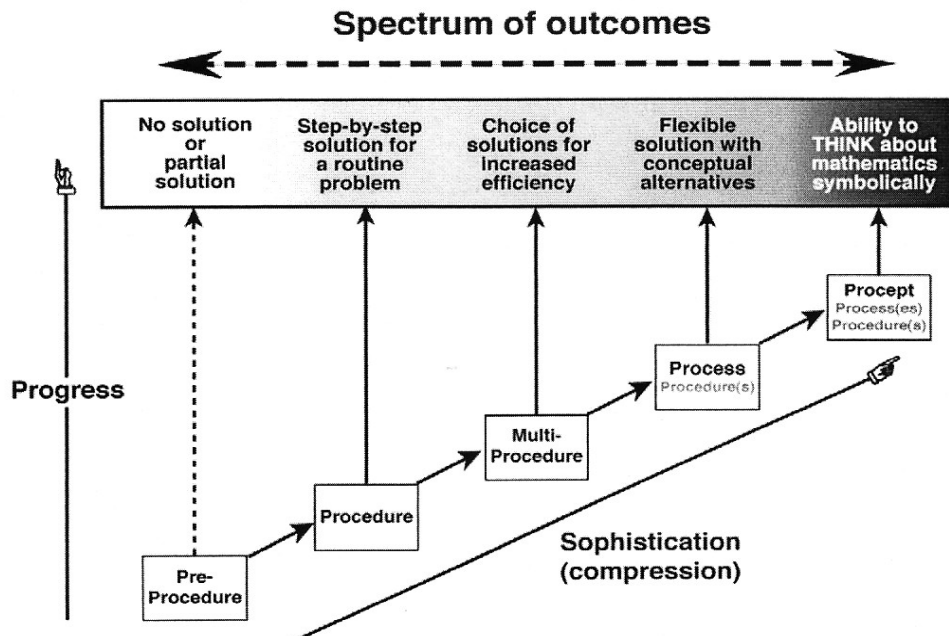 Spectrum of outcomes
No solution
or
partial
solution
Step-by-step
solution for
a routine
problem
Choice of
solutions for
increased
efficiency
Flexible
solution with
conceptual
alternatives
Ability to
THINK about
mathematics
symbolically
Progress
Procept
Process(es)
Procedure(s)
Process
Procedure(s)
Multi-
Procedure
Procedure
Pre-
Procedure
Sophistication
(compression)